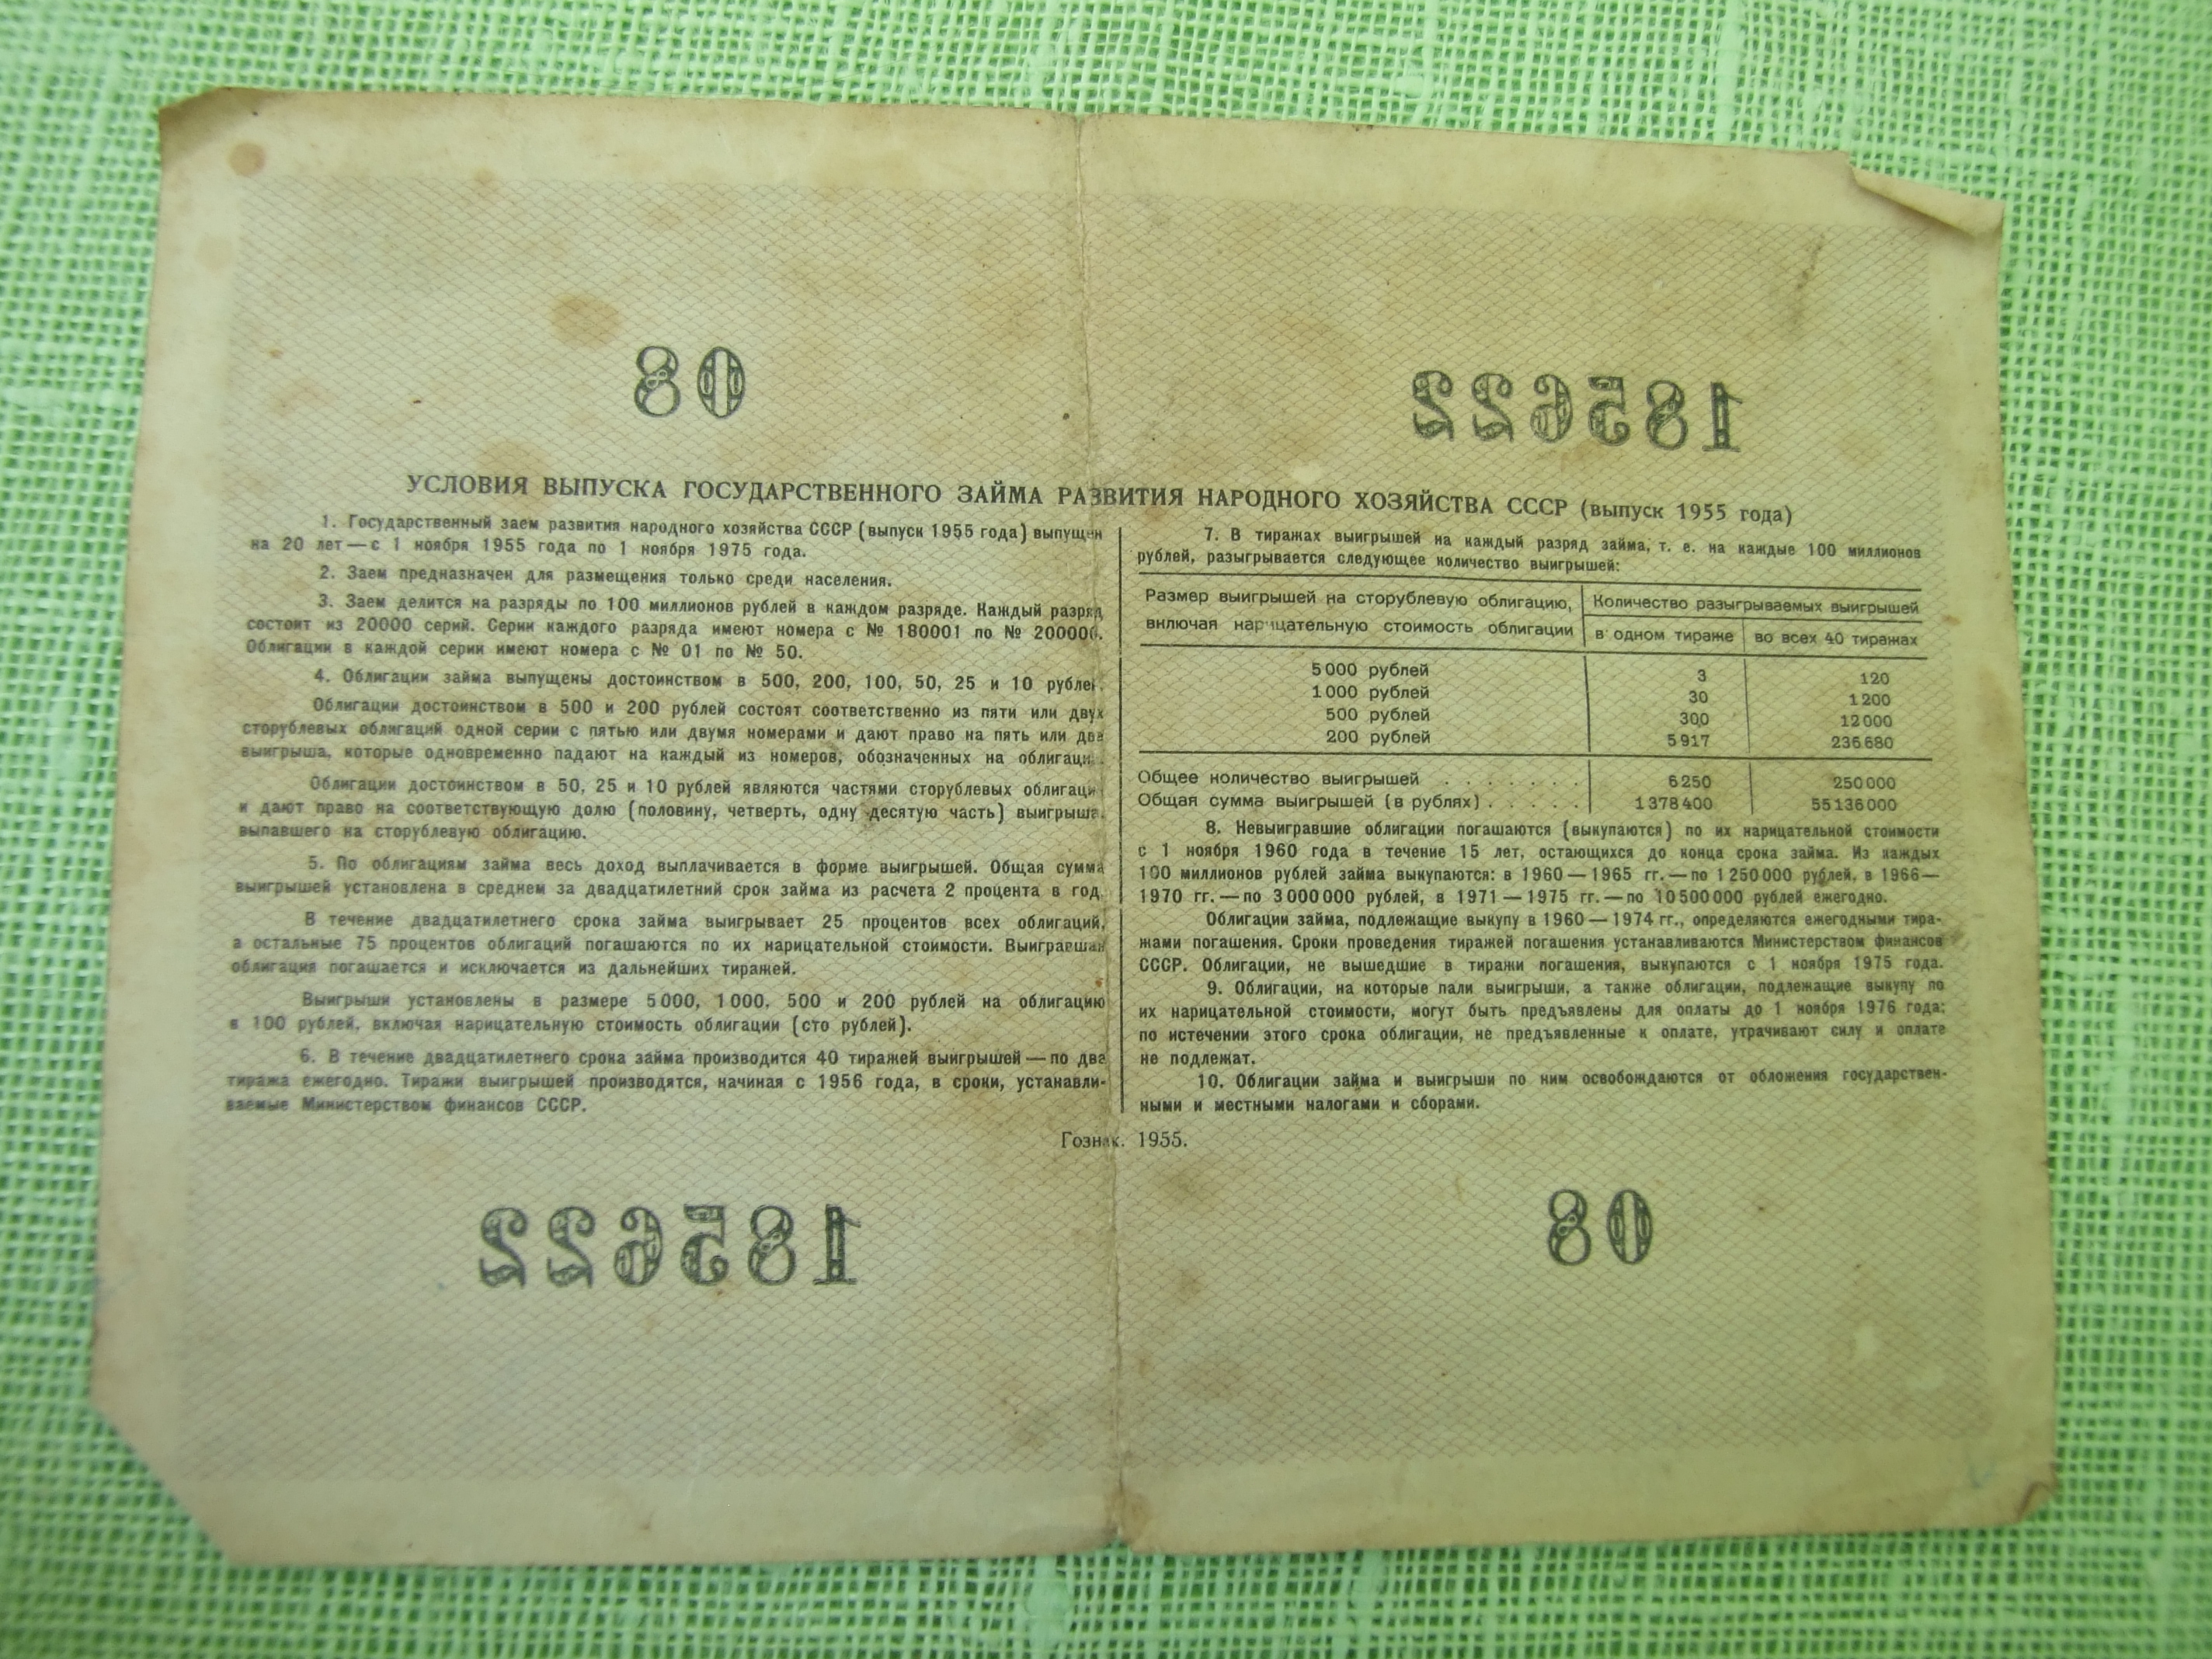 08
185622
УСЛОВИЯ ВЫПУСКА ГОСУДАРСТВЕННОГО ЗАЙМА РАЗВИТИЯ НАРОДНОГО ХОЗЯЙСТВА СССР (выпуск 1955 года)
1. Государственный заем развития народного хозяйства СССР (выпуск 1955 года) выпущен
на 20 лет — с 1 ноября 1955 года по 1 ноября 1975 года.
2. Заем предназначен для размещения только среди населения.
3. Заем делится на разряды по 100 миллионов рублей в каждом разряде. Каждый разряд
состоит из 20000 серий. Серии каждого разряда имеют номера с № 180001 по № 200000.
Облигации в каждой серии имеют номера с № 01 по № 50.
4. Облигации займа выпущены достоинством в 500, 200, 100, 50, 25 и 10 рублей.
Облигации достоинством в 500 и 200 рублей состоят соответственно из пяти или двух
сторублевых облигаций одной серии с пятью или двумя номерами и дают право на пять или два
выигрыша, которые одновременно падают на каждый из номеров, обозначенных на облигации.
Облигации достоинством в 50, 25 и 10 рублей являются частями сторублевых облигаций
и дают право на соответствующую долю (половину, четверть, одну десятую часть) выигрыша,
выпавшего на сторублевую облигацию.
5. По облигациям займа весь доход выплачивается в форме выигрышей. Общая сумма
выигрышей установлена в среднем за двадцатилетний срок займа из расчета 2 процента в год.
В течение двадцатилетнего срока займа выигрывает 25 процентов всех облигаций,
а остальные 75 процентов облигаций погашаются по их нарицательной стоимости. Выигравшая
облигация погашается и исключается из дальнейших тиражей.
Выигрыши установлены в размере 5000, 1000, 500 и 200 рублей на облигацию
в 100 рублей, включая нарицательную стоимость облигации (сто рублей).
6. В течение двадцатилетнего срока займа производится 40 тиражей выигрышей — по два
тиража ежегодно. Тиражи выигрышей производятся, начиная с 1956 года, в сроки, устанавли-
ваемые Министерством финансов СССР.
7. В тиражах выигрышей на каждый разряд займа, т. е. на каждые 100 миллионов
рублей, разыгрывается следующее количество выигрышей:
Размер выигрышей на сторублевую облигацию, Количество разыгрываемых выигрышей
включая нарицательную стоимость облигации в одном тираже во всех 40 тиражах
5000 рублей 3 120
1000 рублей 30 1200
500 рублей 300 12000
200 рублей 5917 236680
Общее количество выигрышей . . . . . . . 6250 250000
Общая сумма выигрышей (в рублях) . . . . . 1378400 55136000
8. Невыигравшие облигации погашаются (выкупаются) по их нарицательной стоимости
с 1 ноября 1960 года в течение 15 лет, остающихся до конца срока займа. Из каждых
100 миллионов рублей займа выкупаются: в 1960 — 1965 гг. — по 1250000 рублей, в 1966 —
1970 гг. — по 3000000 рублей, в 1971 — 1975 гг. — по 10500000 рублей ежегодно.
Облигации займа, подлежащие выкупу в 1960 — 1974 гг., определяются ежегодными тира-
жами погашения. Сроки проведения тиражей погашения устанавливаются Министерством финансов
СССР. Облигации, не вышедшие в тиражи погашения, выкупаются с 1 ноября 1975 года.
9. Облигации, на которые пали выигрыши, а также облигации, подлежащие выкупу по
их нарицательной стоимости, могут быть предъявлены для оплаты до 1 ноября 1976 года;
по истечении этого срока облигации, не предъявленные к оплате, утрачивают силу и оплате
не подлежат.
10. Облигации займа и выигрыши по ним освобождаются от обложения государствен-
ными и местными налогами и сборами.
Гознак. 1955.
185622
08